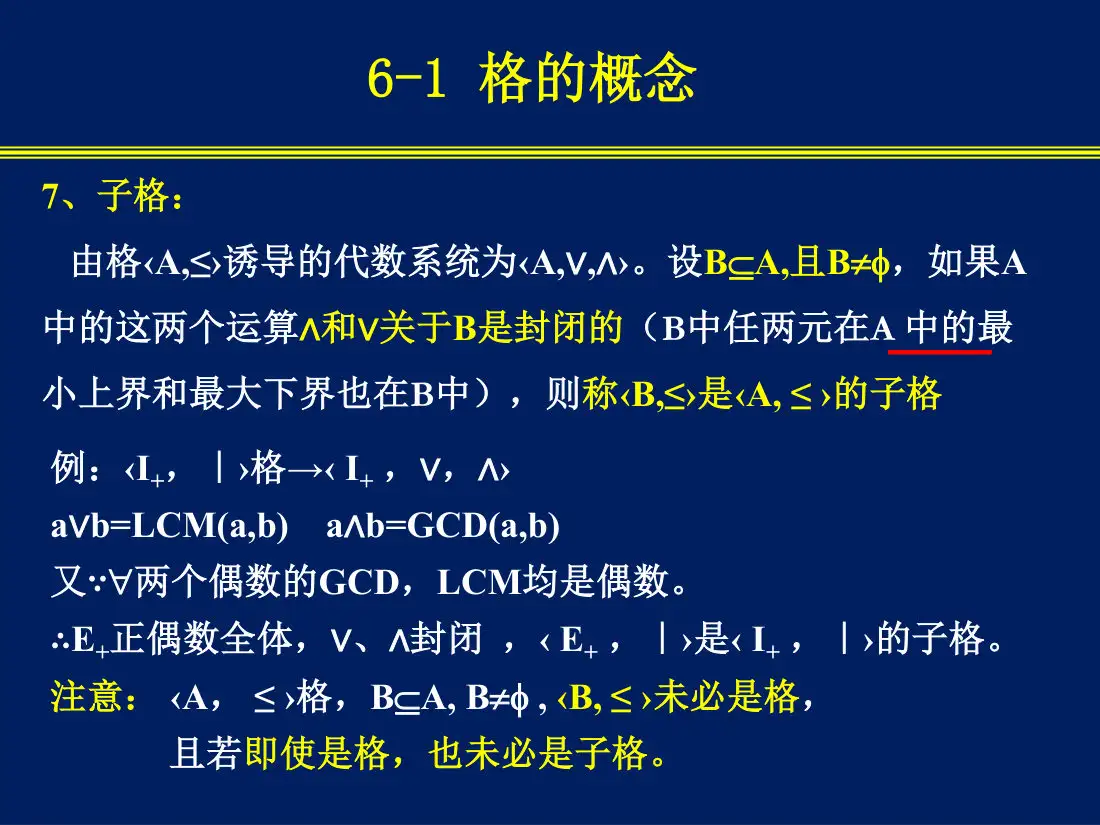 6-1 格的概念
7、子格：
由格‹A,≤›诱导的代数系统为‹A,∨,∧›。设B⊆A,且B≠ϕ，如果A
中的这两个运算∧和∨关于B是封闭的（B中任两元在A 中的最
小上界和最大下界也在B中），则称‹B,≤›是‹A, ≤ ›的子格
例：‹I₊，｜›格→‹ I₊ ，∨，∧›
a∨b=LCM(a,b) a∧b=GCD(a,b)
又∵∀两个偶数的GCD，LCM均是偶数。
∴E₊正偶数全体，∨、∧封闭 ，‹ E₊ ，｜›是‹ I₊ ，｜›的子格。
注意： ‹A， ≤ ›格，B⊆A, B≠ϕ , ‹B, ≤ ›未必是格，
且若即使是格，也未必是子格。